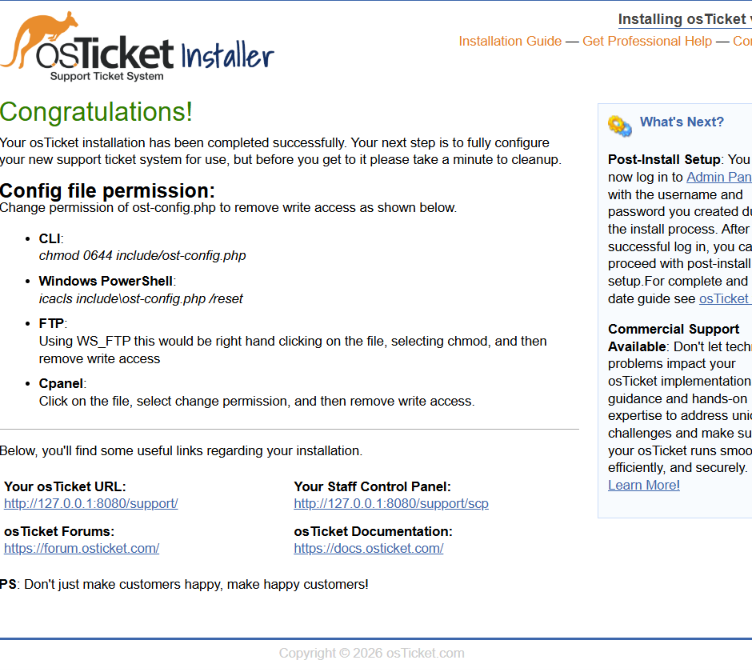 osTicket Installer
Support Ticket System
Installing osTicket
Installation Guide — Get Professional Help —
Congratulations!
Your osTicket installation has been completed successfully. Your next step is to fully configure
your new support ticket system for use, but before you get to it please take a minute to cleanup.
Config file permission:
Change permission of ost-config.php to remove write access as shown below.
• CLI:
chmod 0644 include/ost-config.php
• Windows PowerShell:
icacls include\ost-config.php /reset
• FTP:
Using WS_FTP this would be right hand clicking on the file, selecting chmod, and then
remove write access
• Cpanel:
Click on the file, select change permission, and then remove write access.
Below, you'll find some useful links regarding your installation.
Your osTicket URL:
http://127.0.0.1:8080/support/
Your Staff Control Panel:
http://127.0.0.1:8080/support/scp
osTicket Forums:
https://forum.osticket.com/
osTicket Documentation:
https://docs.osticket.com/
PS: Don't just make customers happy, make happy customers!
What's Next?
Post-Install Setup: You
now log in to Admin
with the username and
password you created
the install process. After
successful log in, you
proceed with post-install
setup.For complete and
date guide see osTicket
Commercial Support
Available: Don't let
problems impact your
osTicket implementation
guidance and hands-on
expertise to address
challenges and make
your osTicket runs
efficiently, and securely.
Learn More!
Copyright © 2026 osTicket.com